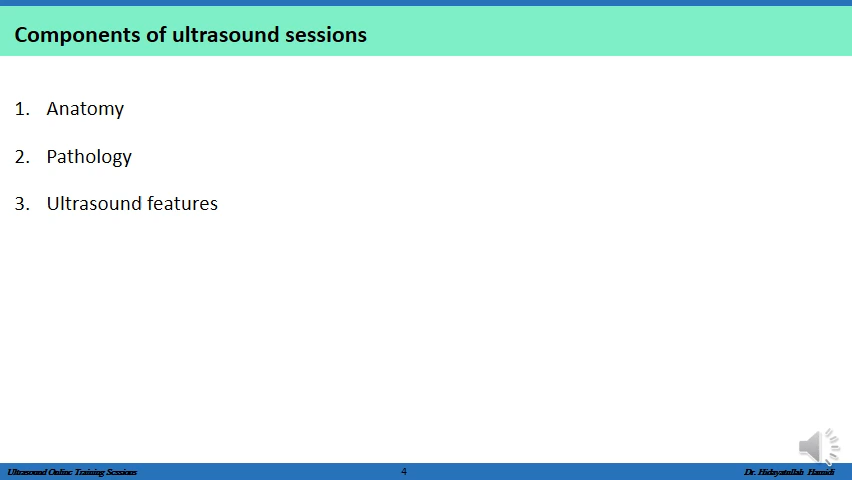 Components of ultrasound sessions
1. Anatomy
2. Pathology
3. Ultrasound features
Ultrasound Online Training Sessions
4
Dr. Hidayatullah Hamidi